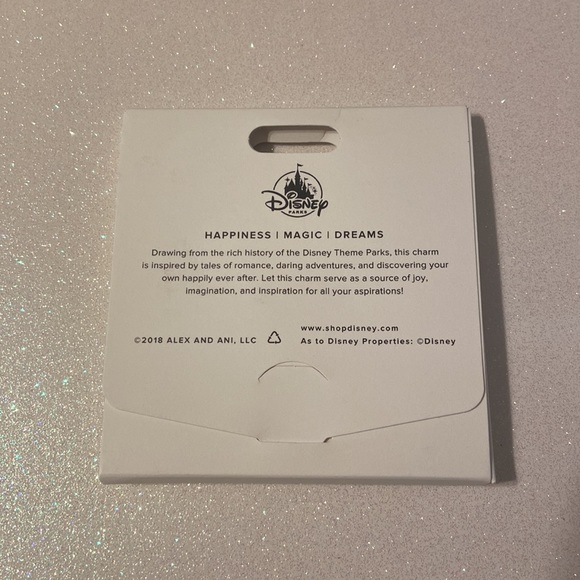 Disney
PARKS
HAPPINESS | MAGIC | DREAMS
Drawing from the rich history of the Disney Theme Parks, this charm
is inspired by tales of romance, daring adventures, and discovering your
own happily ever after. Let this charm serve as a source of joy,
imagination, and inspiration for all your aspirations!
©2018 ALEX AND ANI, LLC
www.shopdisney.com
As to Disney Properties: ©Disney